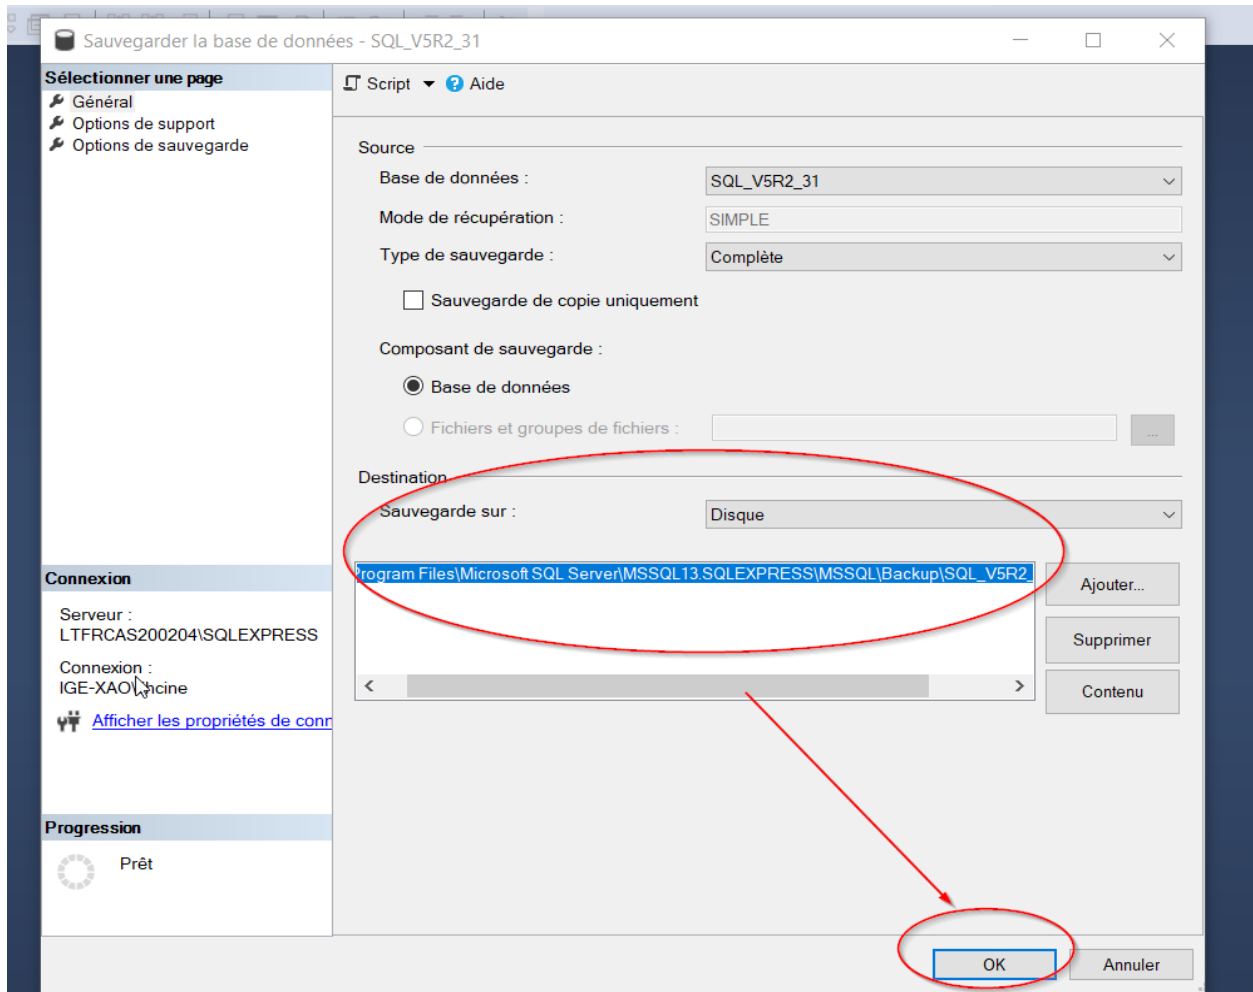 Sauvegarder la base de données - SQL_V5R2_31
Sélectionner une page
Général
Options de support
Options de sauvegarde
Script
Aide
Source
Base de données :
SQL_V5R2_31
Mode de récupération :
SIMPLE
Type de sauvegarde :
Complète
Sauvegarde de copie uniquement
Composant de sauvegarde :
Base de données
Fichiers et groupes de fichiers :
...
Destination
Sauvegarde sur :
Disque
Program Files\Microsoft SQL Server\MSSQL13.SQLEXPRESS\MSSQL\Backup\SQL_V5R2_
Ajouter...
Supprimer
Contenu
Connexion
Serveur :
LTFRCAS200204\SQLEXPRESS
Connexion :
Afficher les propriétés de conn
Progression
Prêt
OK
Annuler